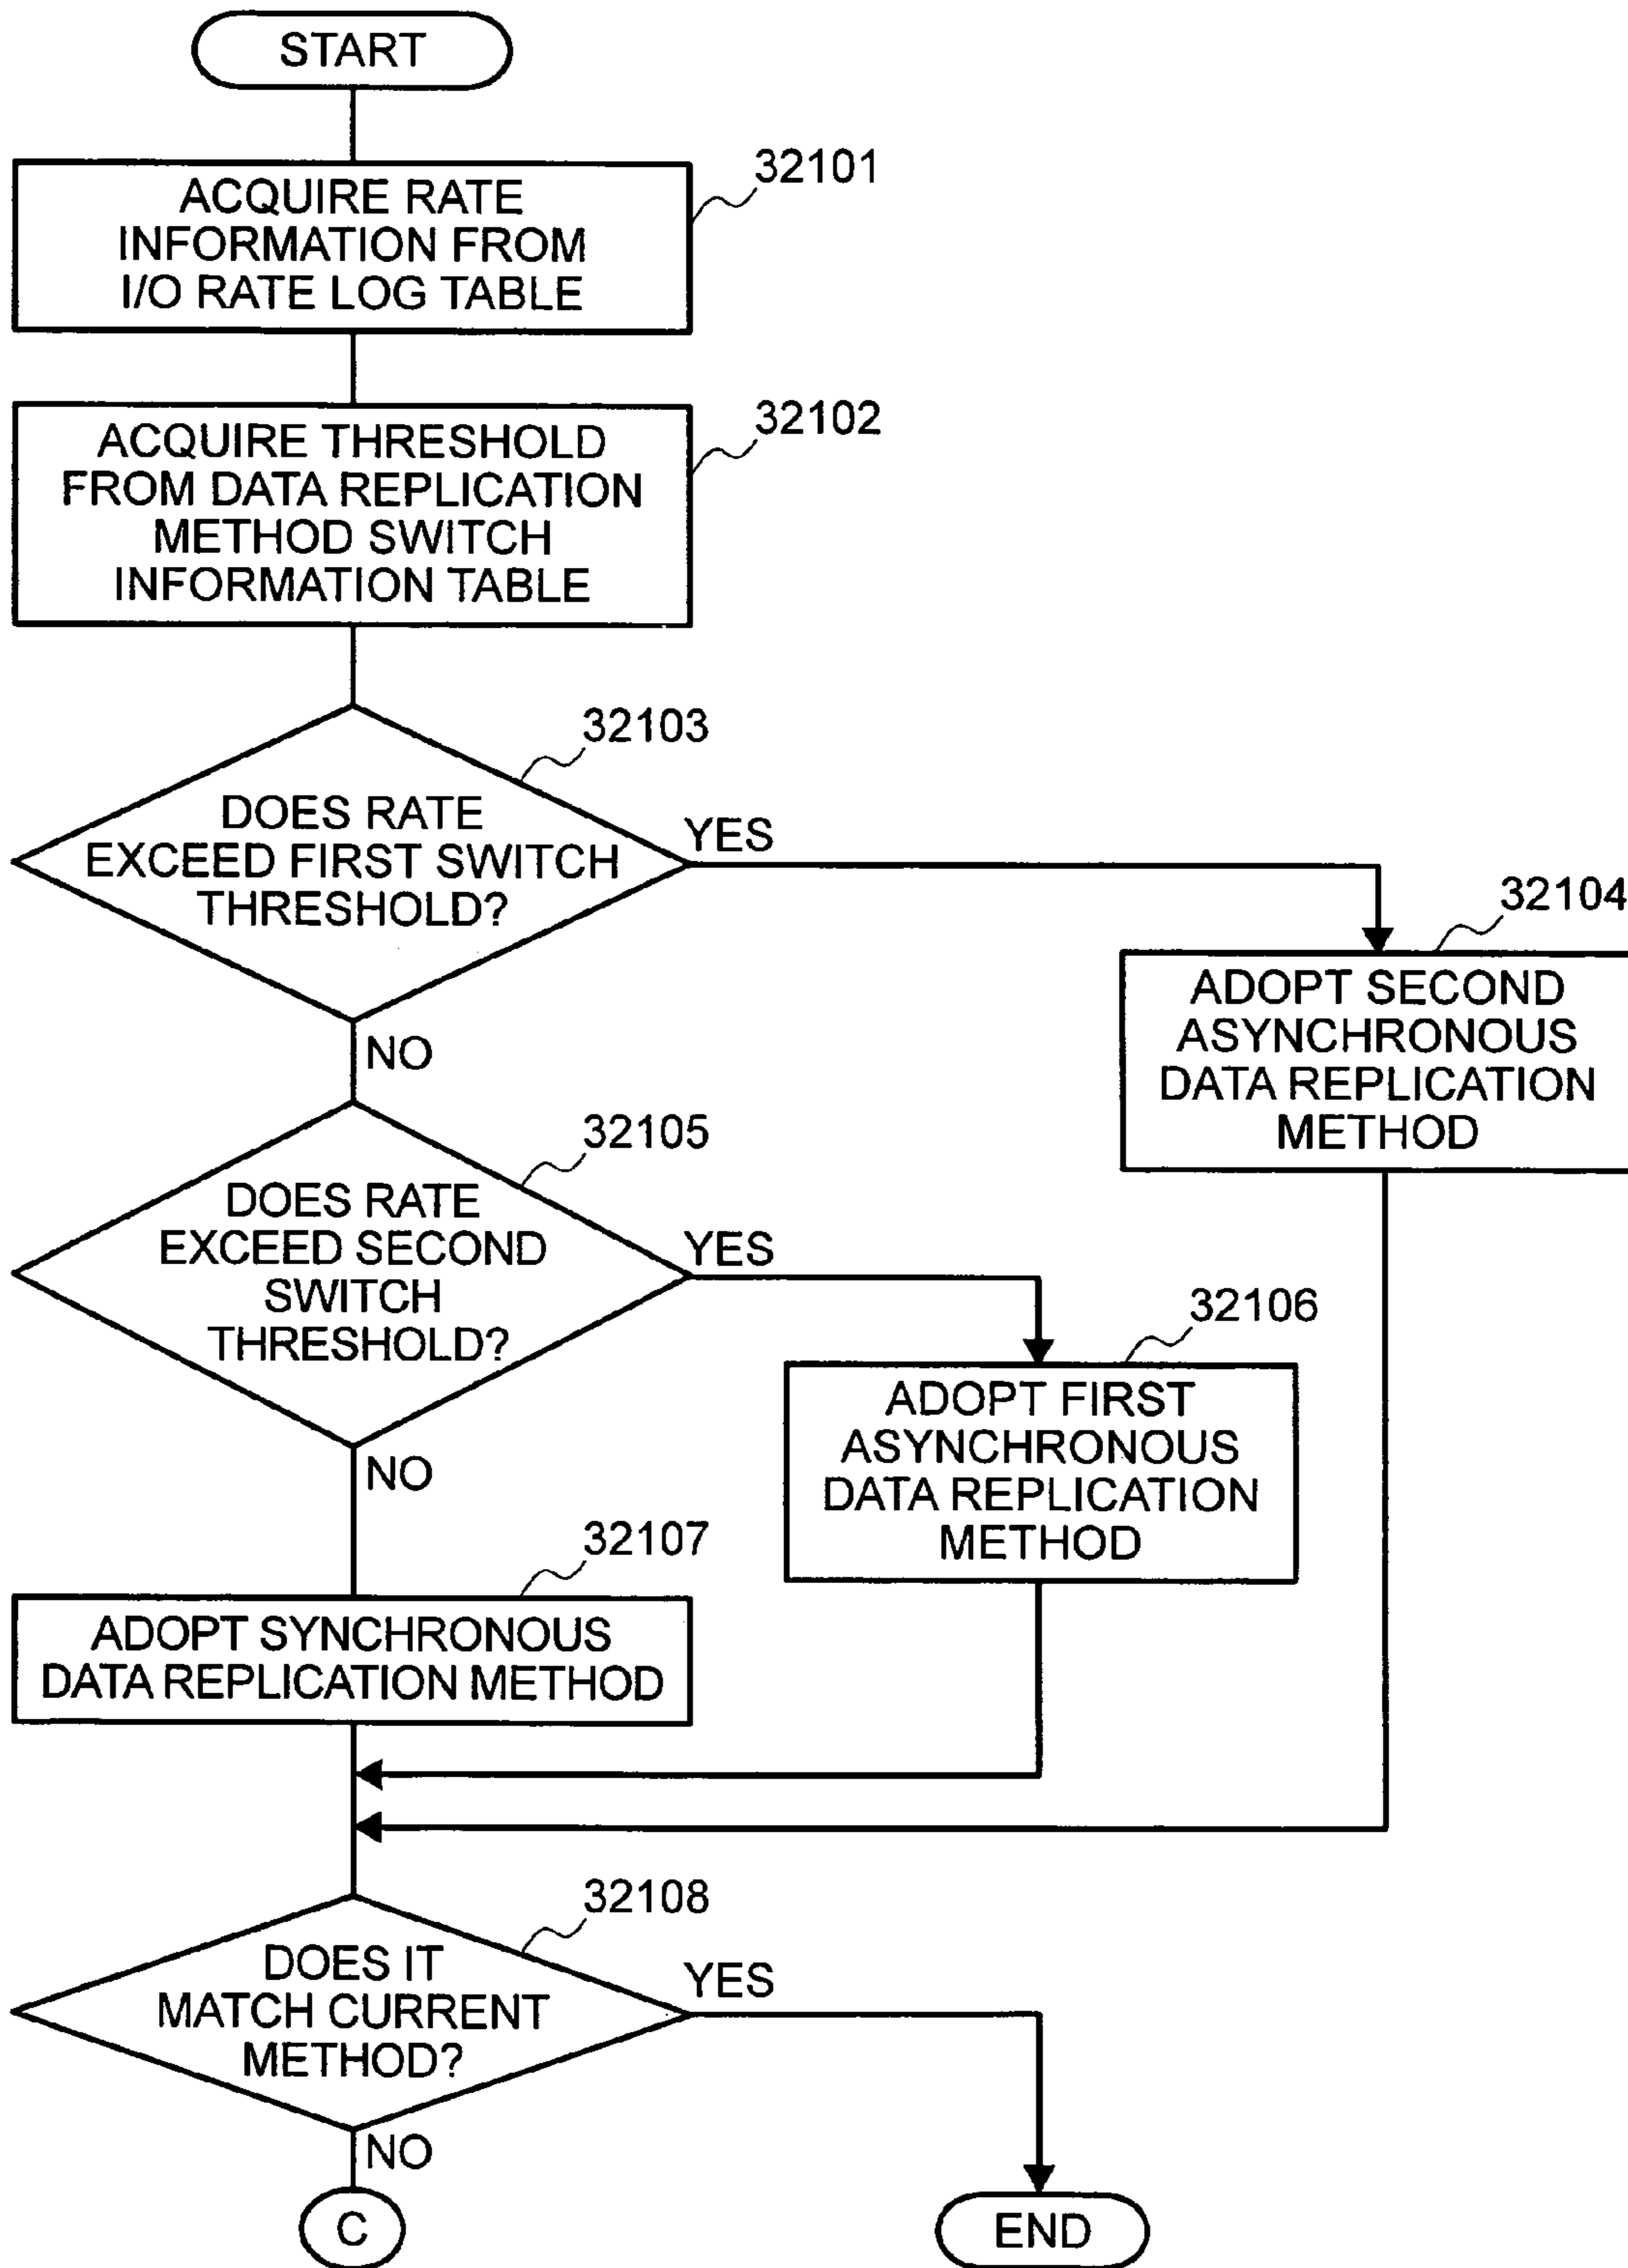 START
32101
ACQUIRE RATE
INFORMATION FROM
I/O RATE LOG TABLE
32102
ACQUIRE THRESHOLD
FROM DATA REPLICATION
METHOD SWITCH
INFORMATION TABLE
32103
DOES RATE
EXCEED FIRST SWITCH
THRESHOLD?
YES
NO
32104
ADOPT SECOND
ASYNCHRONOUS
DATA REPLICATION
METHOD
32105
DOES RATE
EXCEED SECOND
SWITCH
THRESHOLD?
YES
NO
32106
ADOPT FIRST
ASYNCHRONOUS
DATA REPLICATION
METHOD
32107
ADOPT SYNCHRONOUS
DATA REPLICATION METHOD
32108
DOES IT
MATCH CURRENT
METHOD?
YES
NO
C
END